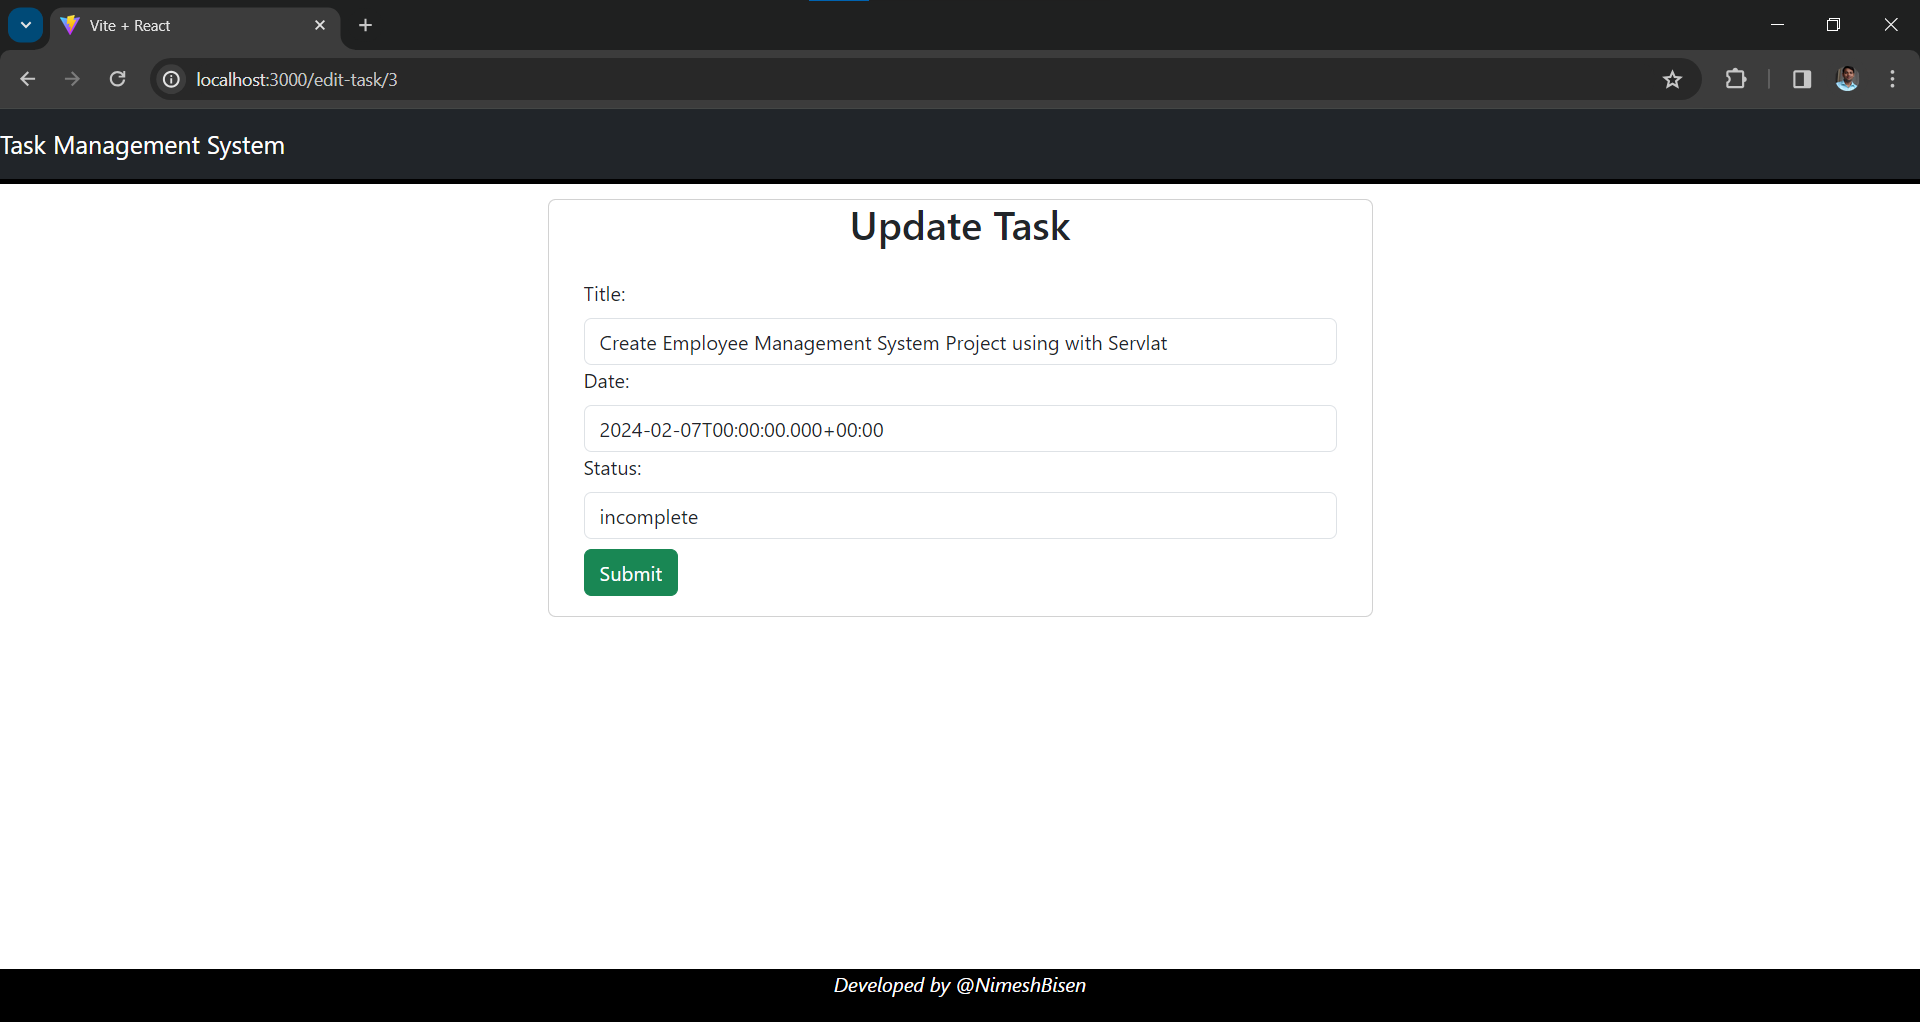 Vite + React
localhost:3000/edit-task/3
Task Management System
Update Task
Title:
Create Employee Management System Project using with Servlat
Date:
2024-02-07T00:00:00.000+00:00
Status:
incomplete
Submit
Developed by @NimeshBisen